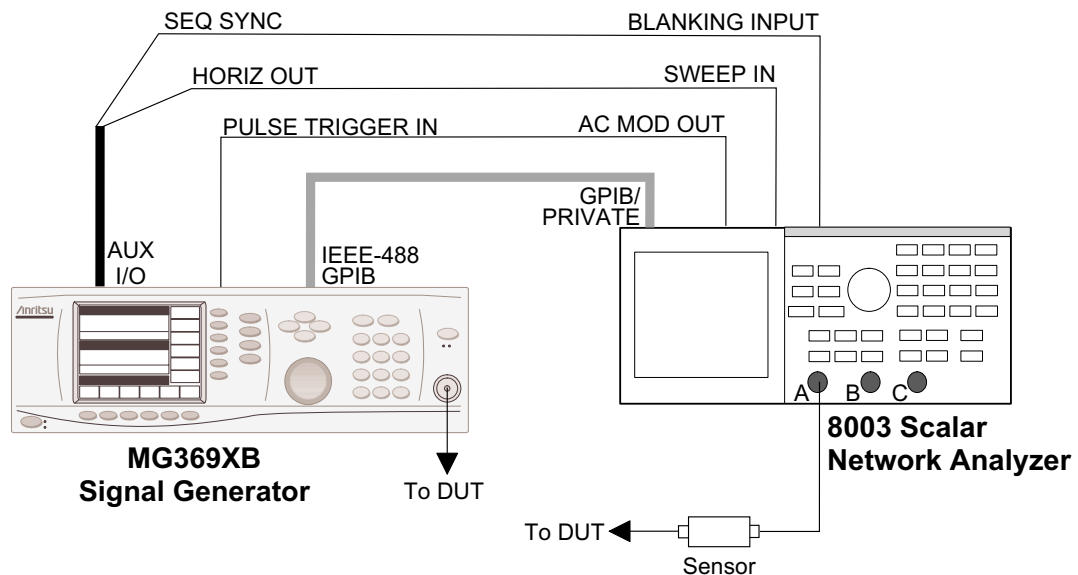 SEQ SYNC
BLANKING INPUT
HORIZ OUT
SWEEP IN
PULSE TRIGGER IN
AC MOD OUT
GPIB/
PRIVATE
AUX
I/O
IEEE-488
GPIB
Anritsu
A
B
C
MG369XB
Signal Generator
To DUT
8003 Scalar
Network Analyzer
To DUT
Sensor